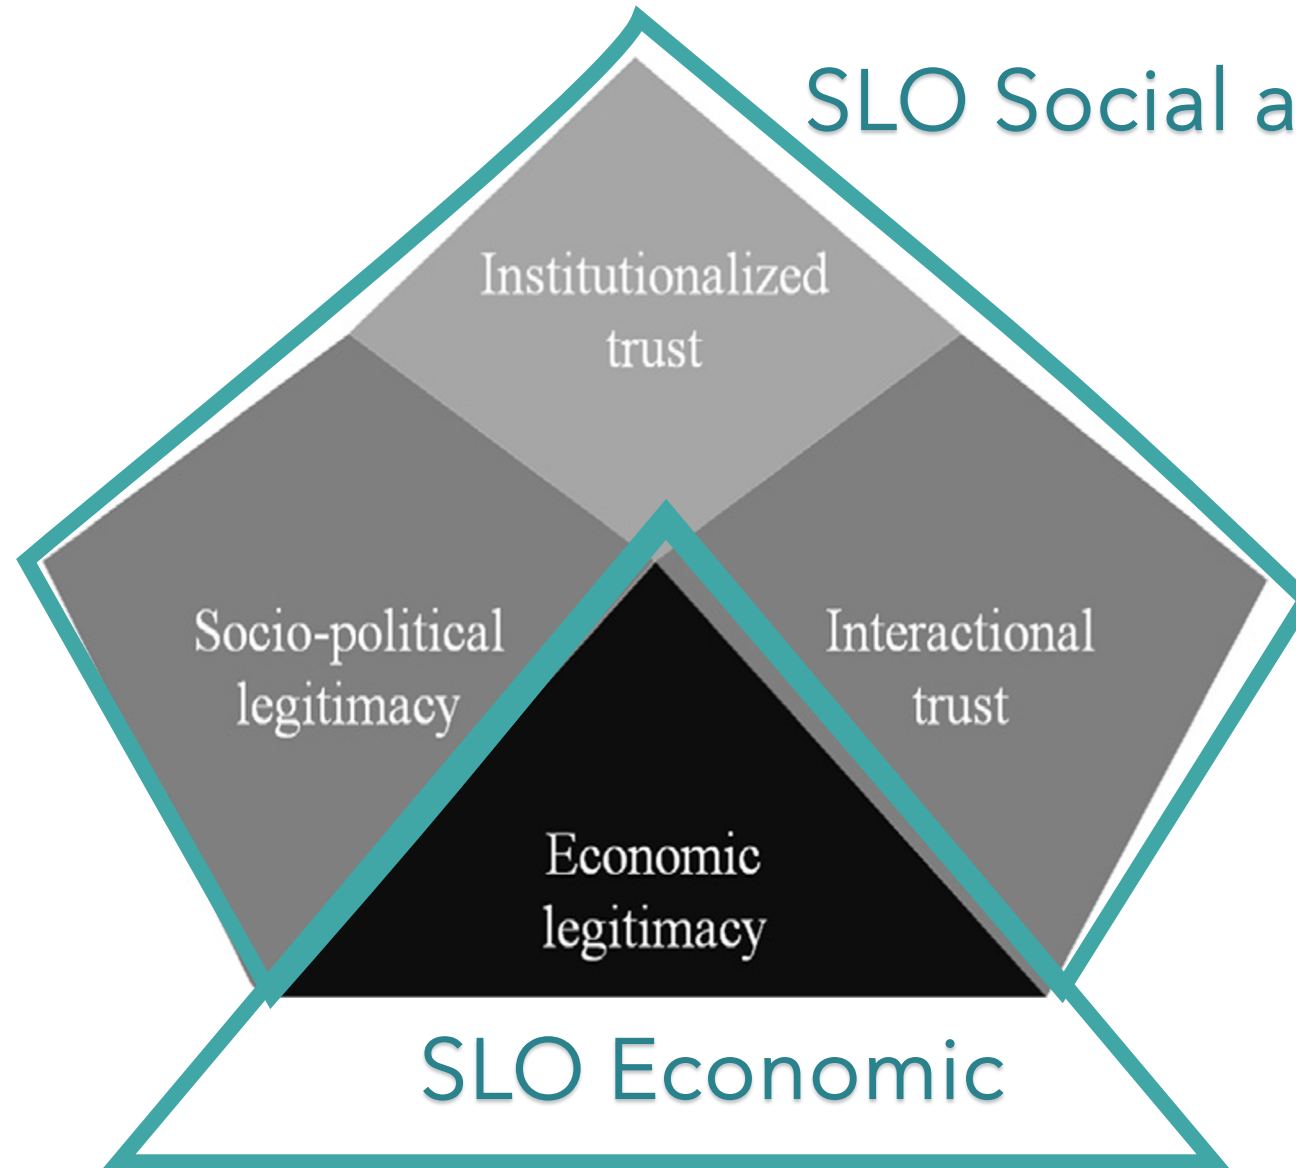 SLO Social a
Institutionalized
trust
Socio-political
legitimacy
Interactional
trust
Economic
legitimacy
SLO Economic